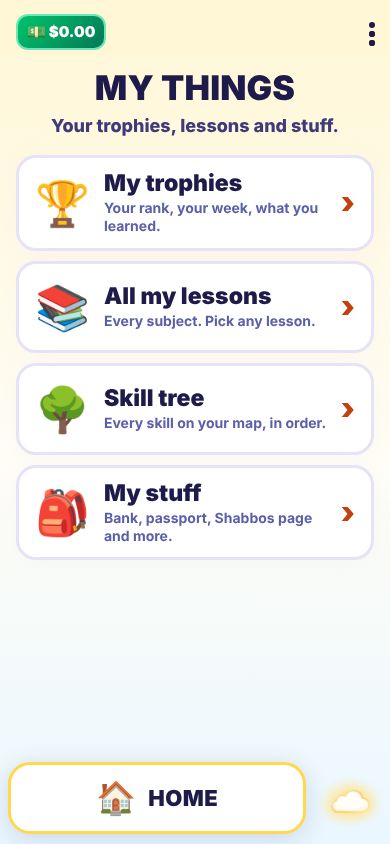 $0.00
MY THINGS
Your trophies, lessons and stuff.
My trophies
Your rank, your week, what you
learned.
All my lessons
Every subject. Pick any lesson.
Skill tree
Every skill on your map, in order.
My stuff
Bank, passport, Shabbos page
and more.
HOME